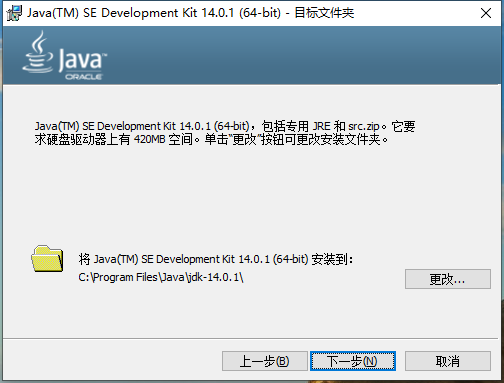 Java(TM) SE Development Kit 14.0.1 (64-bit) - 目标文件夹
Java
ORACLE
Java(TM) SE Development Kit 14.0.1 (64-bit)，包括专用 JRE 和 src.zip。它要
求硬盘驱动器上有 420MB 空间。单击“更改”按钮可更改安装文件夹。
将 Java(TM) SE Development Kit 14.0.1 (64-bit) 安装到：
C:\Program Files\Java\jdk-14.0.1\
更改...
上一步(B) 下一步(N) 取消